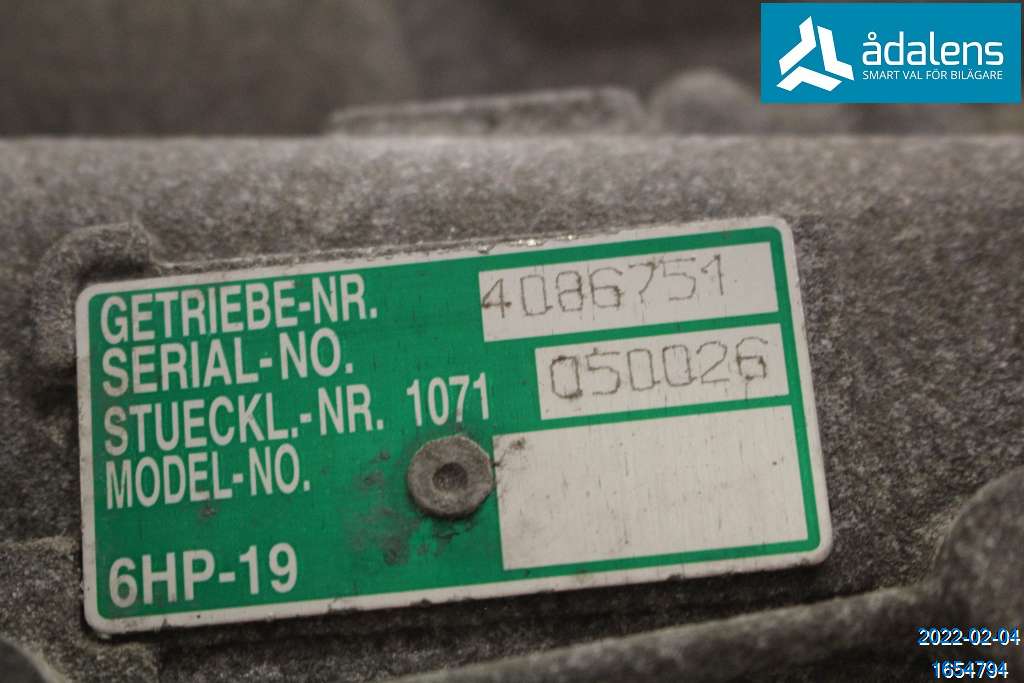 ådalens
SMART VAL FÖR BILÄGARE
GETRIEBE-NR. 4086751
SERIAL-NO.
STUECKL.-NR. 1071 050026
MODEL-NO.
6HP-19
2022-02-04
1654794